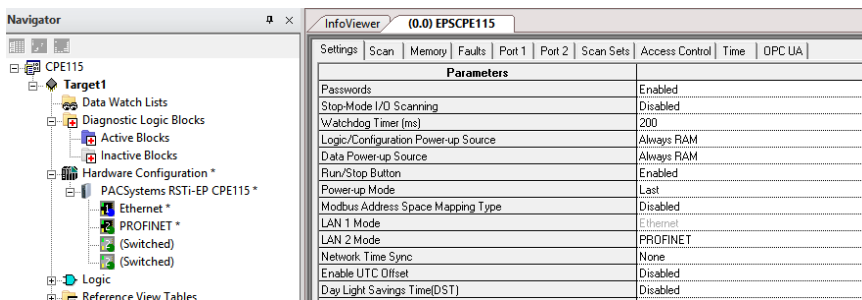 Navigator
CPE115
Target1
Data Watch Lists
Diagnostic Logic Blocks
Active Blocks
Inactive Blocks
Hardware Configuration *
PACSystems RSTi-EP CPE115 *
Ethernet *
PROFINET *
(Switched)
(Switched)
Logic
Reference View Tables
InfoViewer (0.0) EPSCPE115
Settings Scan Memory Faults Port 1 Port 2 Scan Sets Access Control Time OPC UA
Parameters
Passwords Enabled
Stop-Mode I/O Scanning Disabled
Watchdog Timer (ms) 200
Logic/Configuration Power-up Source Always RAM
Data Power-up Source Always RAM
Run/Stop Button Enabled
Power-up Mode Last
Modbus Address Space Mapping Type Disabled
LAN 1 Mode Ethernet
LAN 2 Mode PROFINET
Network Time Sync None
Enable UTC Offset Disabled
Day Light Savings Time(DST) Disabled